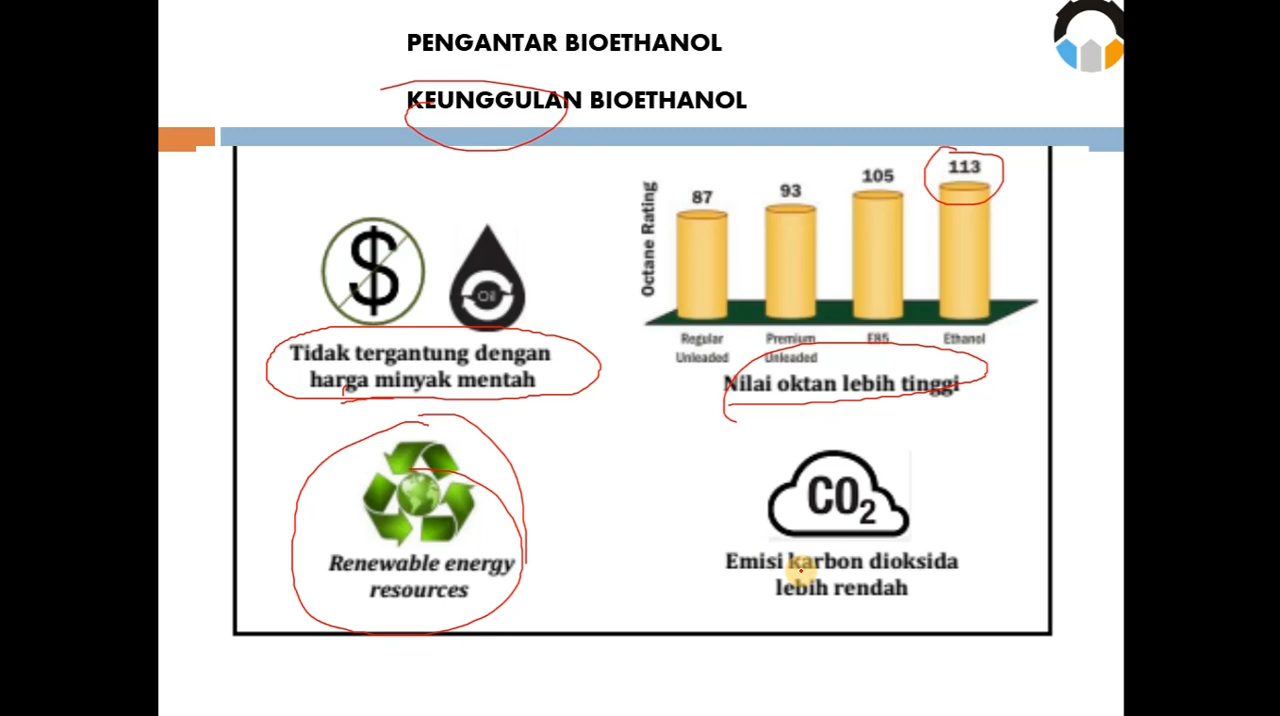 PENGANTAR BIOETHANOL
KEUNGGULAN BIOETHANOL
$
Oil
Tidak tergantung dengan
harga minyak mentah
Octane Rating
87
93
105
113
Regular
Unleaded
Premium
Unleaded
E85
Ethanol
Nilai oktan lebih tinggi
Renewable energy
resources
CO2
Emisi karbon dioksida
lebih rendah